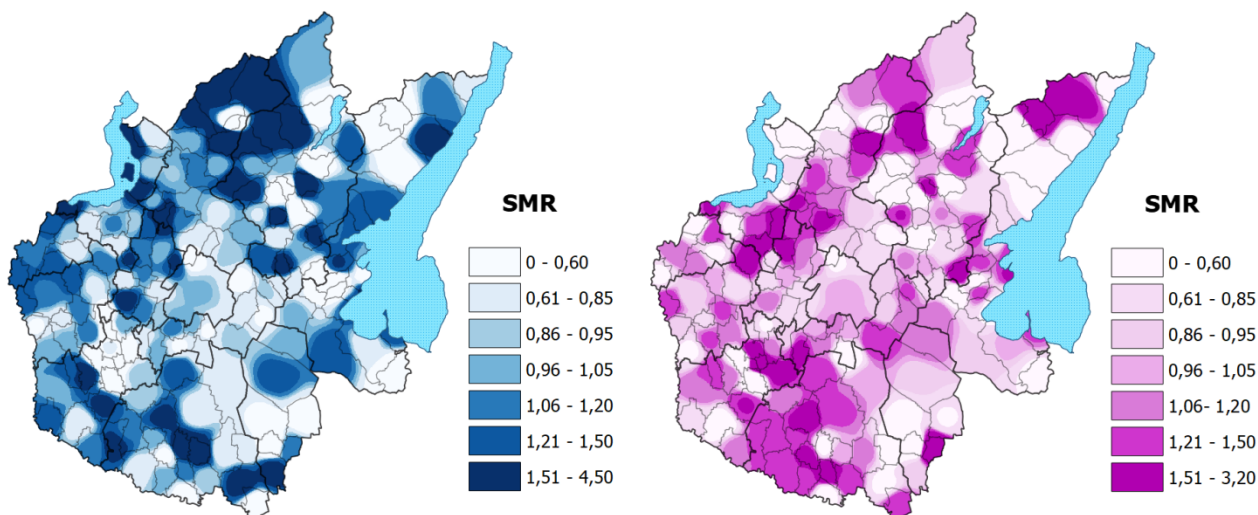 SMR
0 - 0,60
0,61 - 0,85
0,86 - 0,95
0,96 - 1,05
1,06 - 1,20
1,21 - 1,50
1,51 - 4,50
SMR
0 - 0,60
0,61 - 0,85
0,86 - 0,95
0,96 - 1,05
1,06- 1,20
1,21 - 1,50
1,51 - 3,20